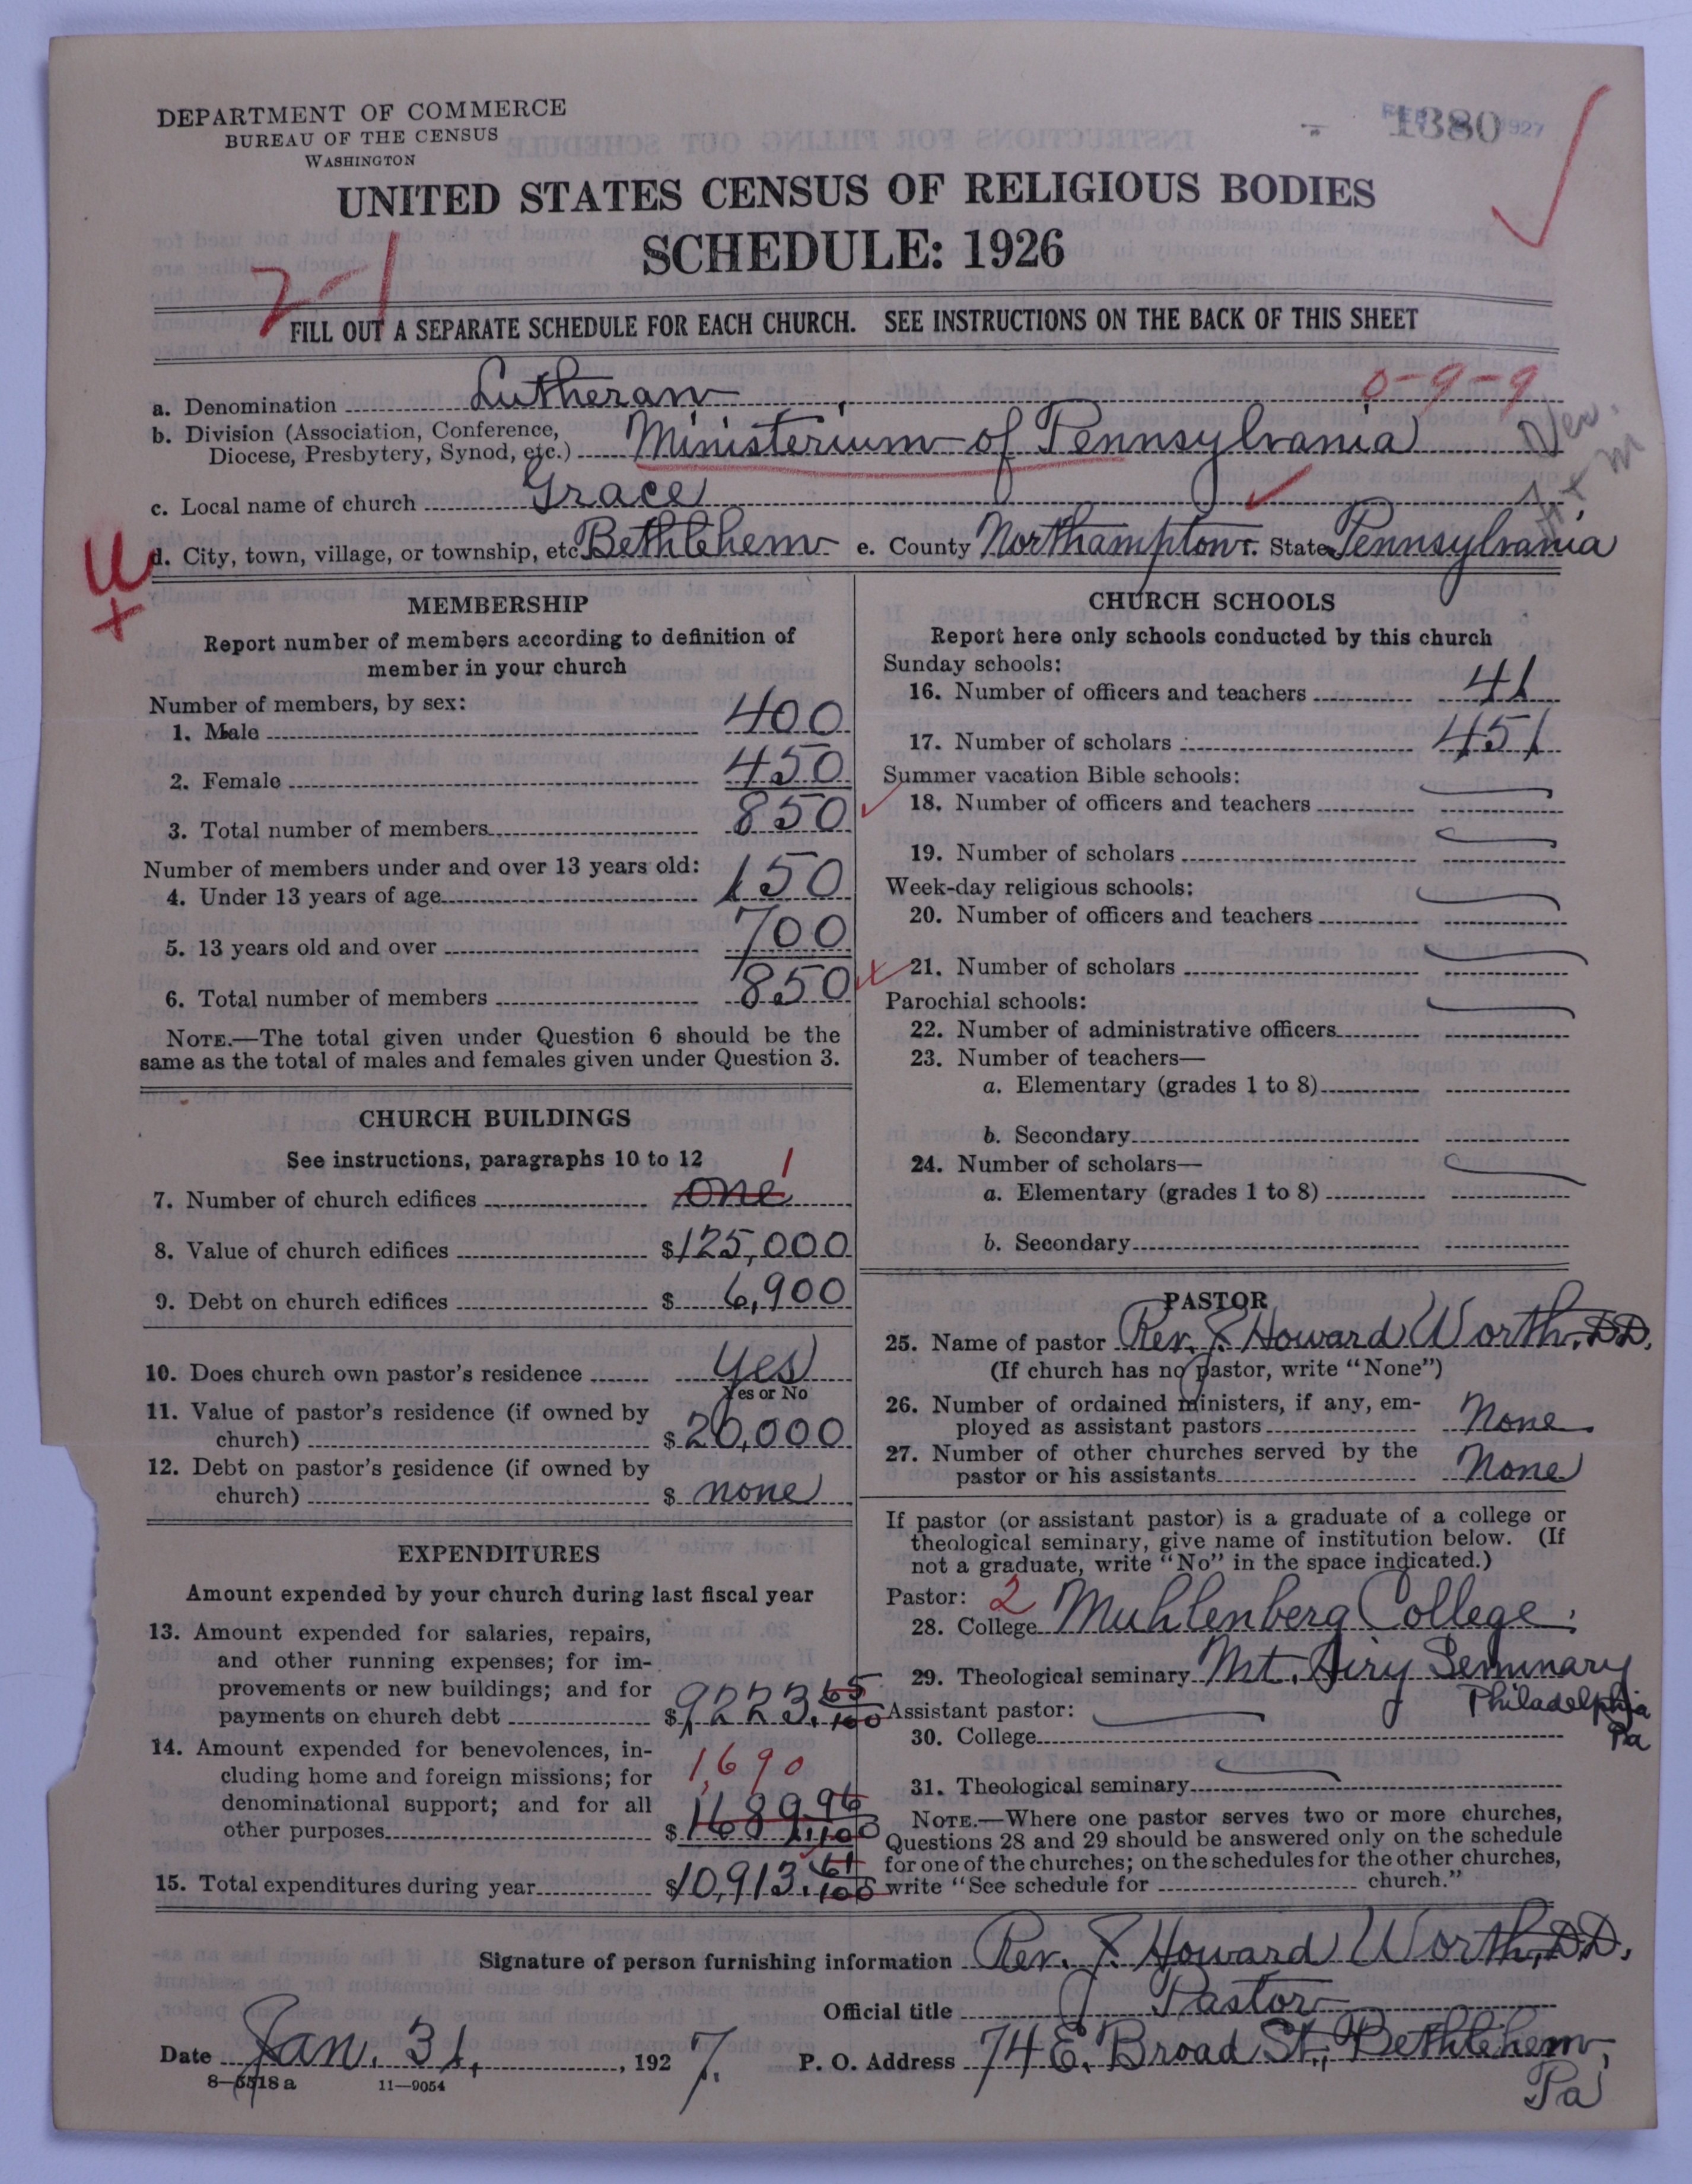 DEPARTMENT OF COMMERCE
BUREAU OF THE CENSUS
WASHINGTON
1380
1927
UNITED STATES CENSUS OF RELIGIOUS BODIES
SCHEDULE: 1926
2-1
FILL OUT A SEPARATE SCHEDULE FOR EACH CHURCH. SEE INSTRUCTIONS ON THE BACK OF THIS SHEET
0-9-9
a. Denomination Lutheran
b. Division (Association, Conference, Diocese, Presbytery, Synod, etc.) Ministerium of Pennsylvania
c. Local name of church Grace
d. City, town, village, or township, etc Bethlehem e. County Northampton f. State Pennsylvania
MEMBERSHIP
Report number of members according to definition of
member in your church
Number of members, by sex:
1. Male 400
2. Female 450
3. Total number of members 850
Number of members under and over 13 years old:
4. Under 13 years of age 150
5. 13 years old and over 700
6. Total number of members 850
NOTE.—The total given under Question 6 should be the
same as the total of males and females given under Question 3.
CHURCH BUILDINGS
See instructions, paragraphs 10 to 12
7. Number of church edifices one 1
8. Value of church edifices $125,000
9. Debt on church edifices $ 6,900
10. Does church own pastor's residence Yes
Yes or No
11. Value of pastor's residence (if owned by
church) $20,000
12. Debt on pastor's residence (if owned by
church) $ none
EXPENDITURES
Amount expended by your church during last fiscal year
13. Amount expended for salaries, repairs,
and other running expenses; for im-
provements or new buildings; and for
payments on church debt $9223.65/100
14. Amount expended for benevolences, in-
cluding home and foreign missions; for 1,690
denominational support; and for all
other purposes $1689.96/100
15. Total expenditures during year $10,913.61/100
CHURCH SCHOOLS
Report here only schools conducted by this church
Sunday schools:
16. Number of officers and teachers 41
17. Number of scholars 451
Summer vacation Bible schools:
18. Number of officers and teachers
19. Number of scholars
Week-day religious schools:
20. Number of officers and teachers
21. Number of scholars
Parochial schools:
22. Number of administrative officers
23. Number of teachers—
a. Elementary (grades 1 to 8)
b. Secondary
24. Number of scholars—
a. Elementary (grades 1 to 8)
b. Secondary
PASTOR
25. Name of pastor Rev. J. Howard Worth, D.D.
(If church has no pastor, write "None")
26. Number of ordained ministers, if any, em-
ployed as assistant pastors None
27. Number of other churches served by the
pastor or his assistants None
If pastor (or assistant pastor) is a graduate of a college or
theological seminary, give name of institution below. (If
not a graduate, write "No" in the space indicated.)
Pastor: 2
28. College Muhlenberg College,
29. Theological seminary Mt. Airy Seminary
Philadelphia
Pa
Assistant pastor:
30. College
31. Theological seminary
NOTE.—Where one pastor serves two or more churches,
Questions 28 and 29 should be answered only on the schedule
for one of the churches; on the schedules for the other churches,
write "See schedule for church."
Signature of person furnishing information Rev. J. Howard Worth, D.D.
Official title Pastor
Date Jan. 31, 1927. P. O. Address 74 E. Broad St., Bethlehem,
Pa
8—5518 a 11—9054